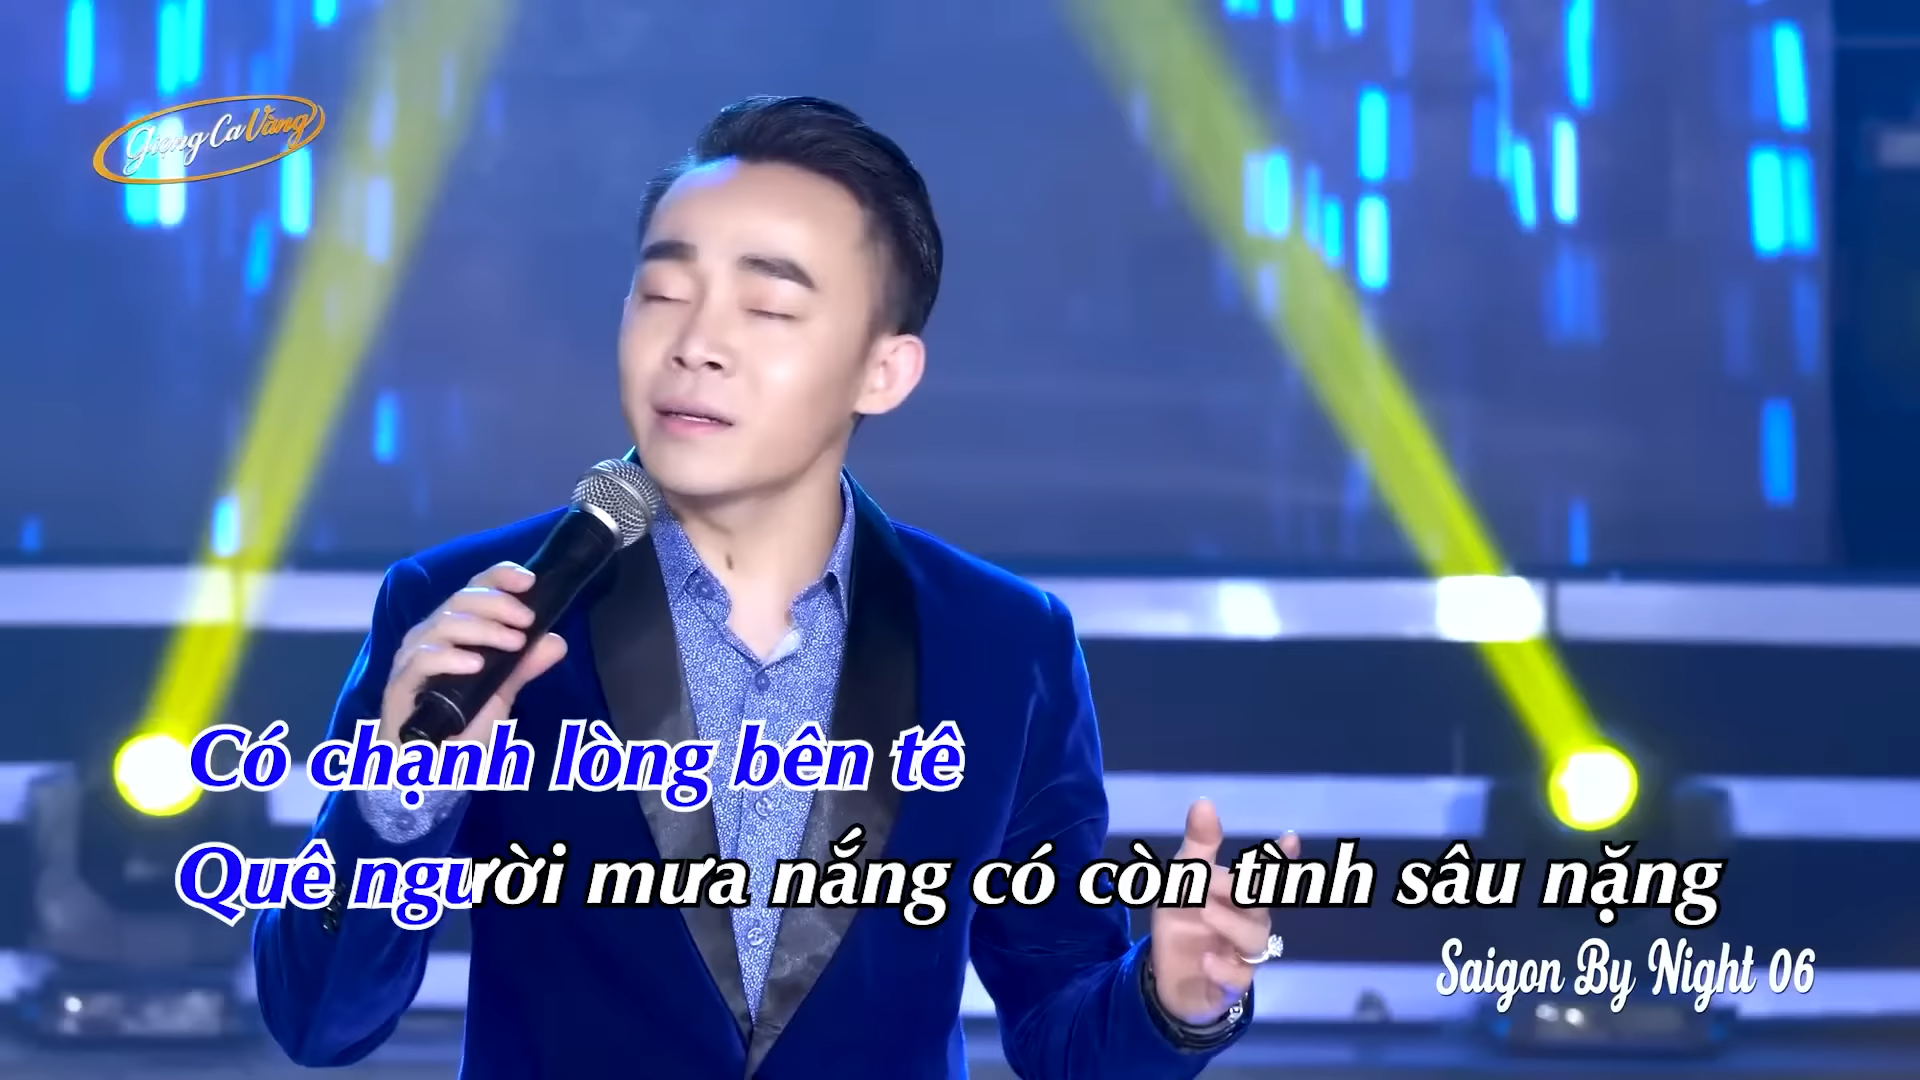 Giọng Ca Vàng
Có chạnh lòng bên tê
Quê người mưa nắng có còn tình sâu nặng
Saigon By Night 06